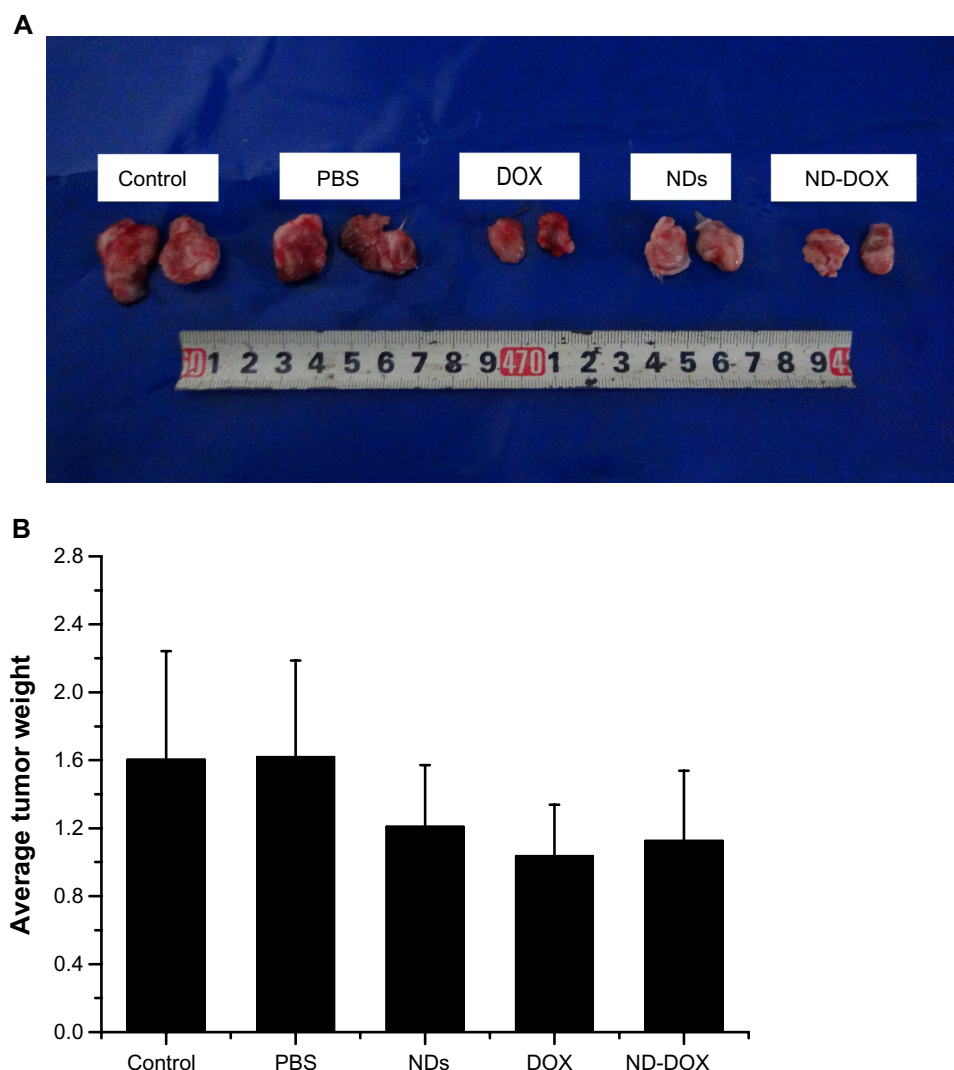 A
Control PBS DOX NDs ND-DOX
1 2 3 4 5 6 7 8 9 470 1 2 3 4 5 6 7 8 9
B
2.8
2.4
2.0
1.6
1.2
0.8
0.4
0.0
Average tumor weight
Control PBS NDs DOX ND-DOX